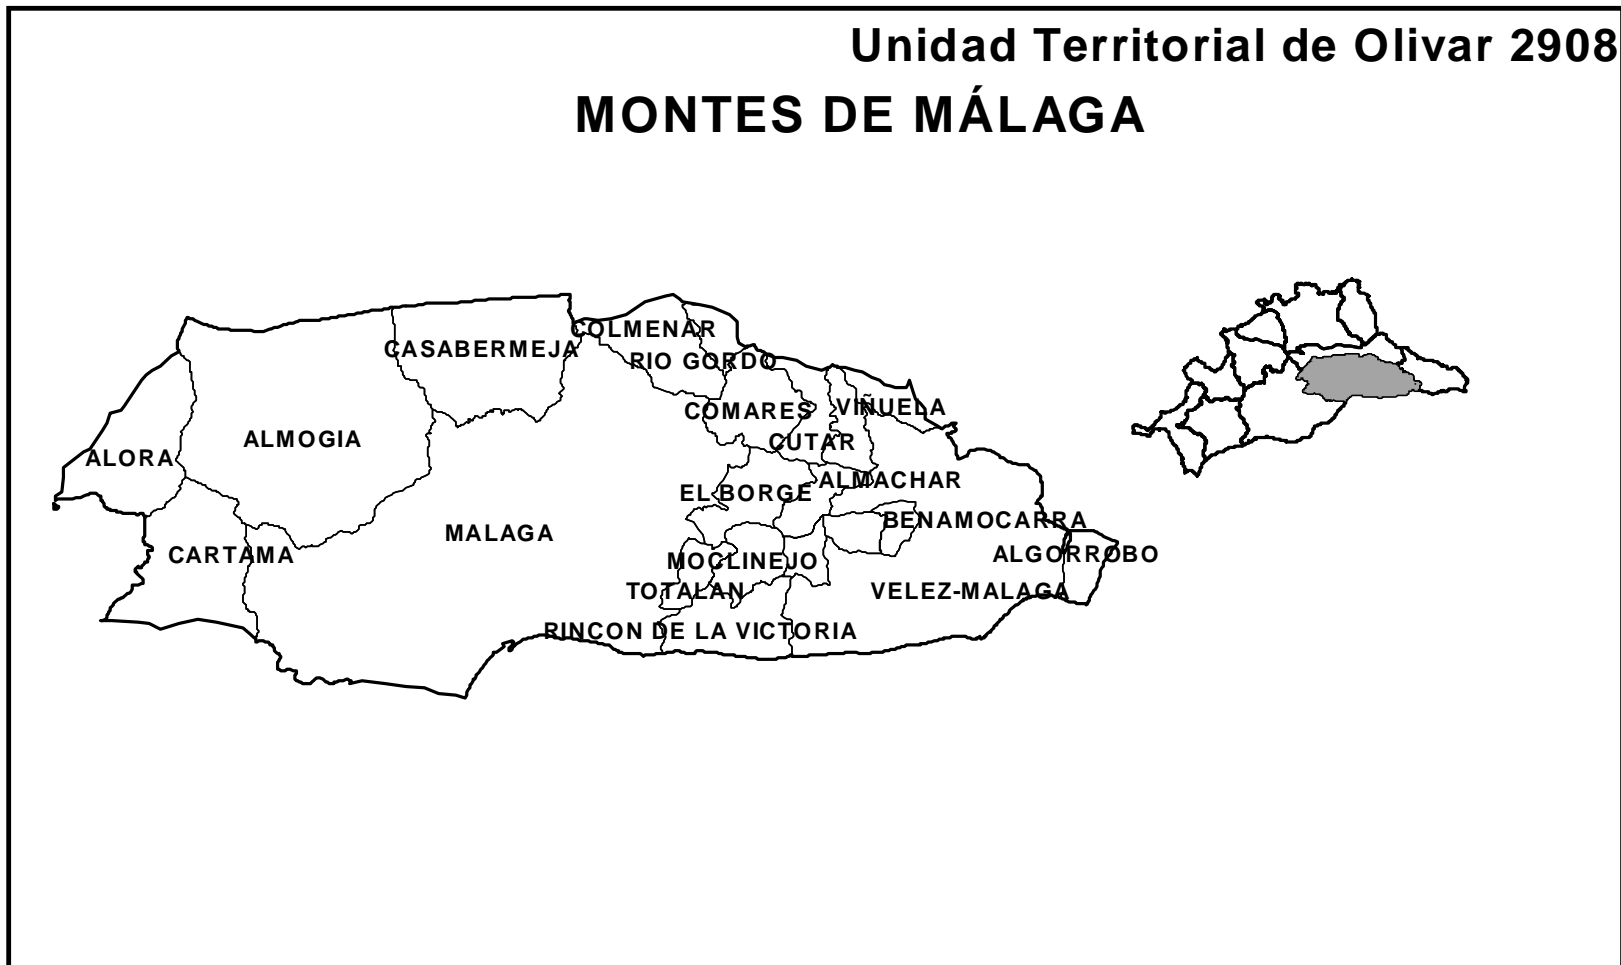 Unidad Territorial de Olivar 2908
MONTES DE MÁLAGA
COLMENAR
CASABERMEJA
RIO GORDO
COMARES
VIÑUELA
ALMOGIA
CUTAR
ALORA
ALMACHAR
EL BORGE
BENAMOCARRA
MALAGA
CARTAMA
ALGORROBO
MOCLINEJO
TOTALAN
VELEZ-MALAGA
RINCON DE LA VICTORIA